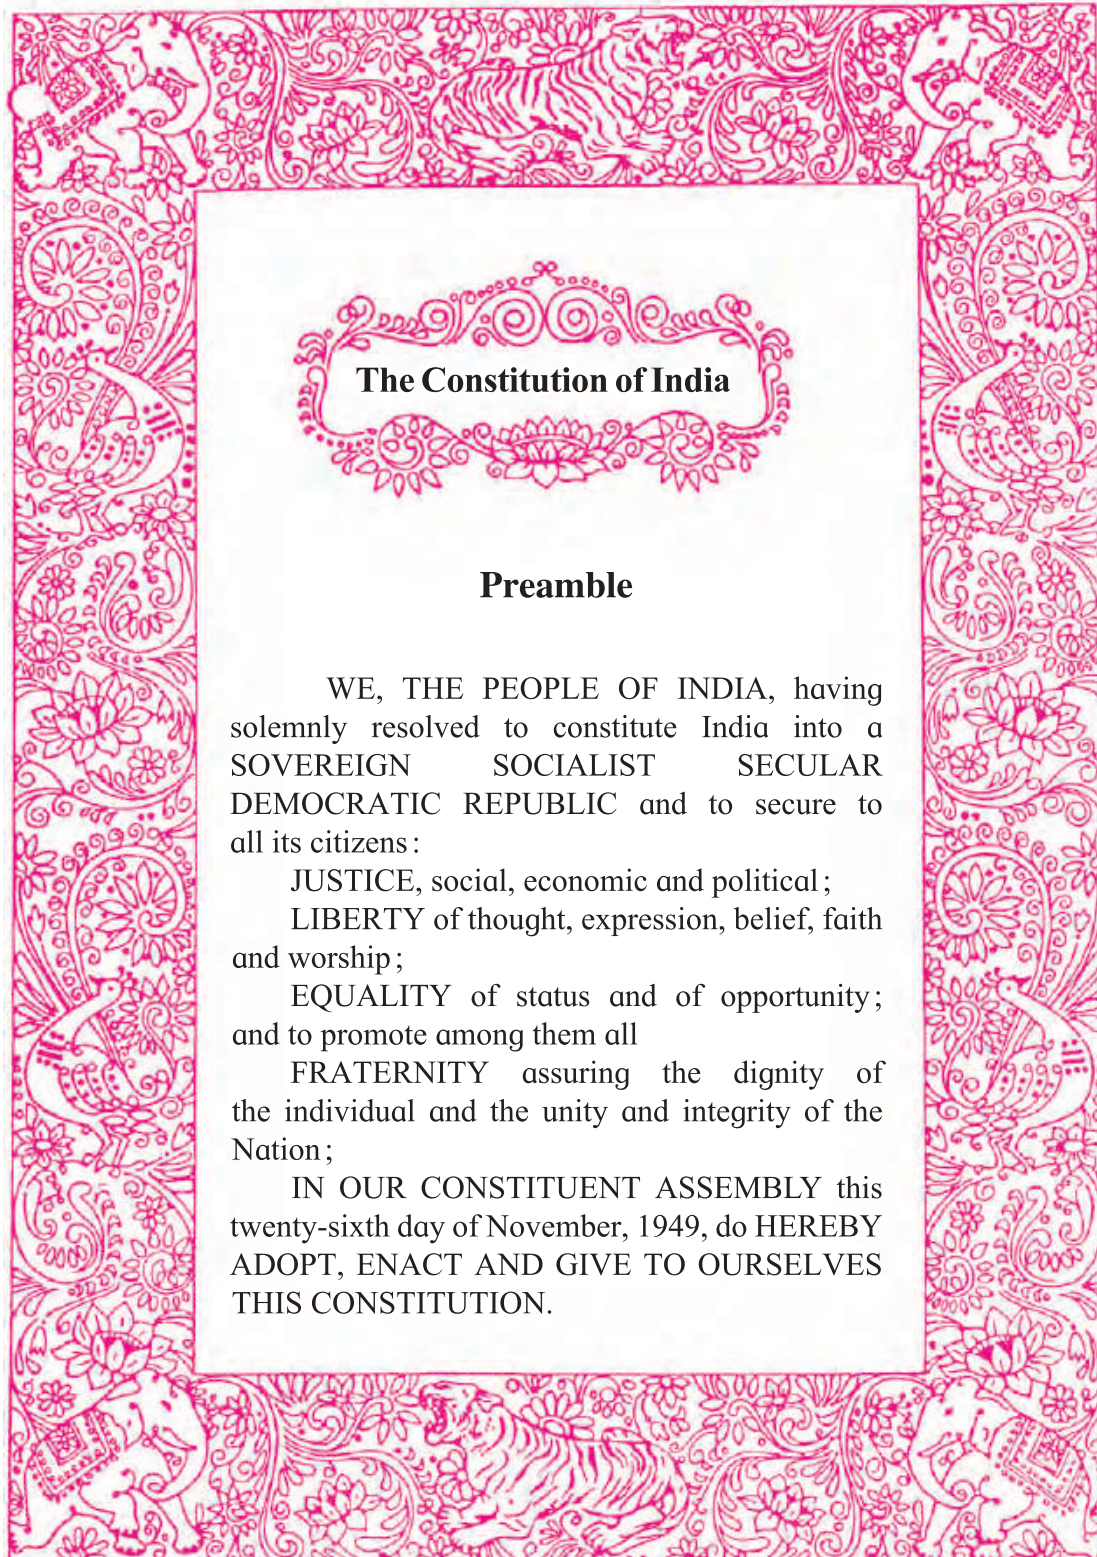 The Constitution of India
Preamble
WE, THE PEOPLE OF INDIA, having
solemnly resolved to constitute India into a
SOVEREIGN SOCIALIST SECULAR
DEMOCRATIC REPUBLIC and to secure to
all its citizens :
JUSTICE, social, economic and political ;
LIBERTY of thought, expression, belief, faith
and worship ;
EQUALITY of status and of opportunity ;
and to promote among them all
FRATERNITY assuring the dignity of
the individual and the unity and integrity of the
Nation ;
IN OUR CONSTITUENT ASSEMBLY this
twenty-sixth day of November, 1949, do HEREBY
ADOPT, ENACT AND GIVE TO OURSELVES
THIS CONSTITUTION.